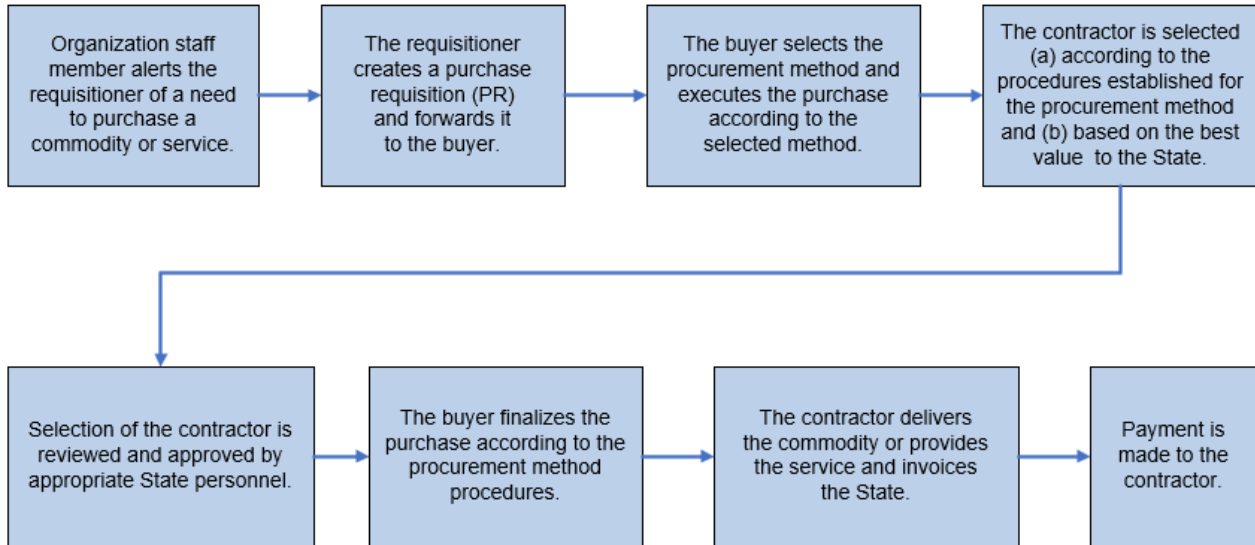 Organization staff
member alerts the
requisitioner of a need
to purchase a
commodity or service.
The requisitioner
creates a purchase
requisition (PR)
and forwards it
to the buyer.
The buyer selects the
procurement method and
executes the purchase
according to the
selected method.
The contractor is selected
(a) according to the
procedures established for
the procurement method
and (b) based on the best
value to the State.
Selection of the contractor is
reviewed and approved by
appropriate State personnel.
The buyer finalizes the
purchase according to the
procurement method
procedures.
The contractor delivers
the commodity or provides
the service and invoices
the State.
Payment is
made to the
contractor.